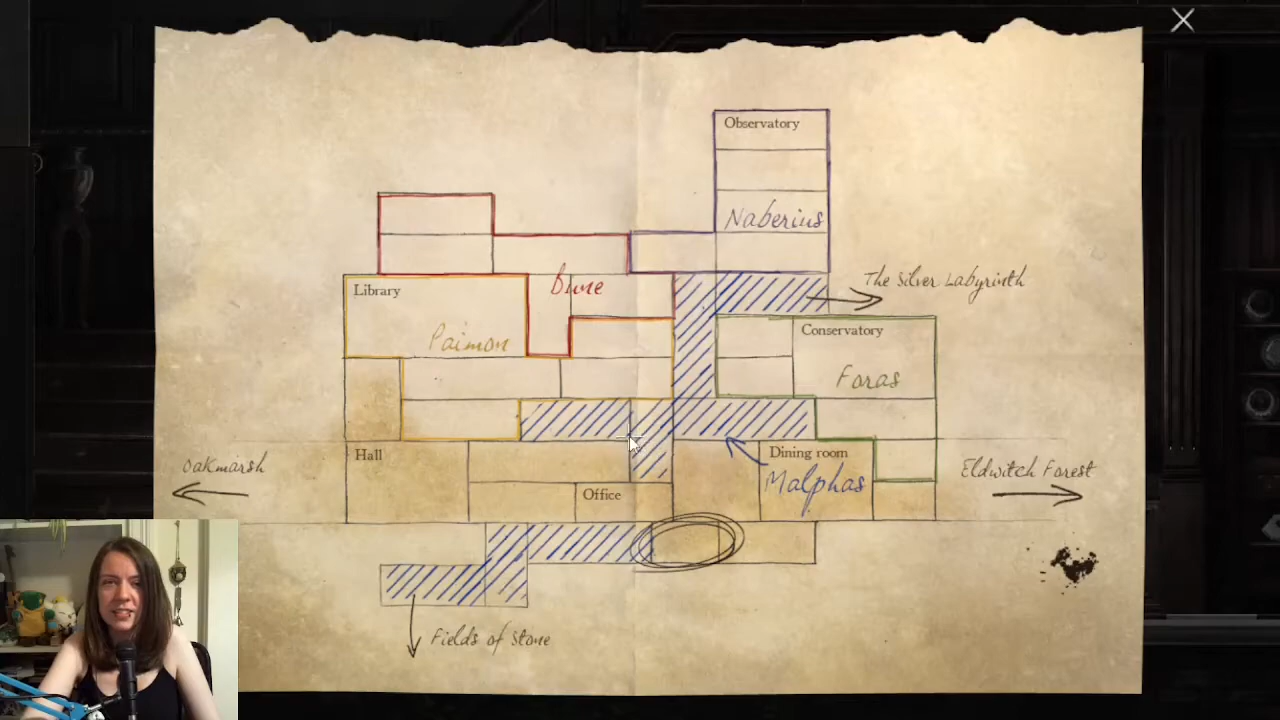 Observatory
Naberius
The Silver Labyrinth
Bune
Library
Paimon
Conservatory
Foras
Hall
Dining room
Oakmarsh
Malphas
Eldwitch Forest
Office
Fields of Stone